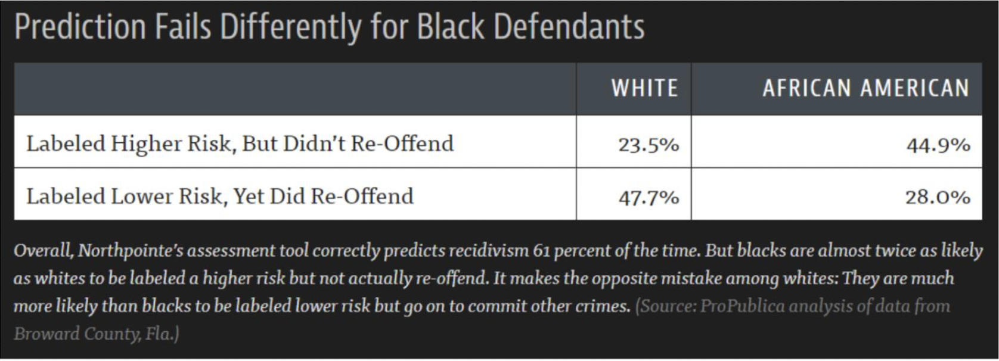 Prediction Fails Differently for Black Defendants
WHITE AFRICAN AMERICAN
Labeled Higher Risk, But Didn’t Re-Offend 23.5% 44.9%
Labeled Lower Risk, Yet Did Re-Offend 47.7% 28.0%
Overall, Northpointe’s assessment tool correctly predicts recidivism 61 percent of the time. But blacks are almost twice as likely
as whites to be labeled a higher risk but not actually re-offend. It makes the opposite mistake among whites: They are much
more likely than blacks to be labeled lower risk but go on to commit other crimes. (Source: ProPublica analysis of data from
Broward County, Fla.)